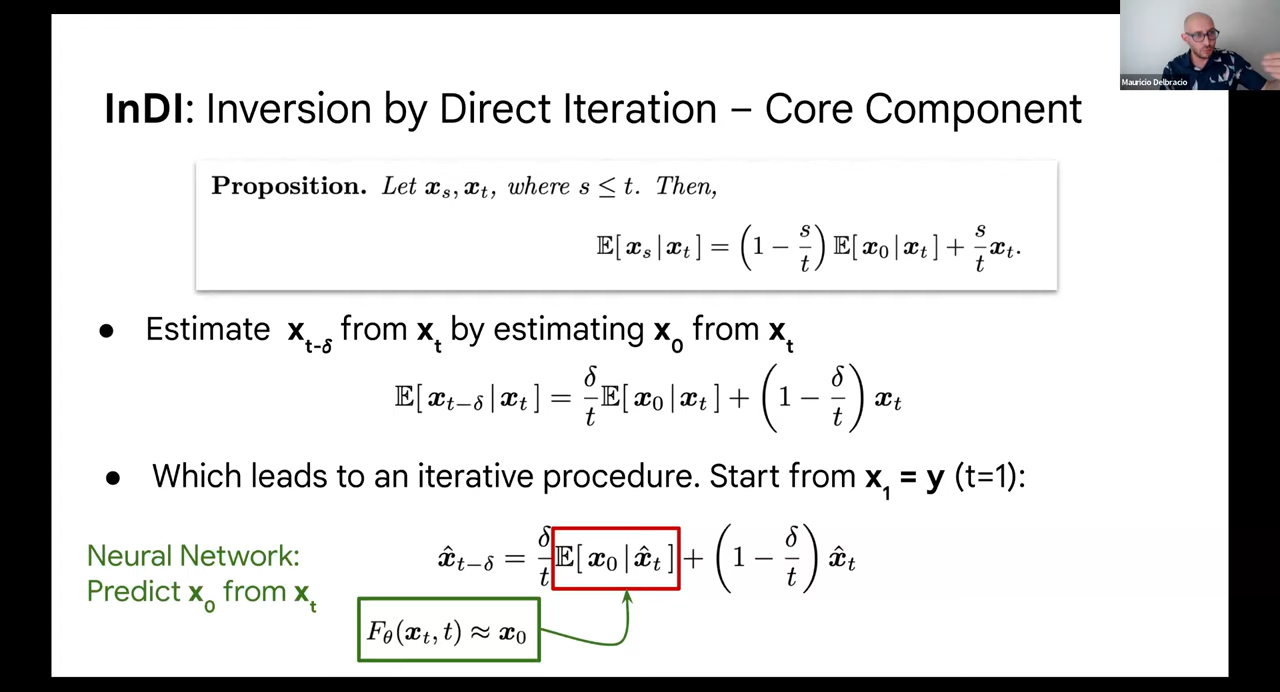 Mauricio Delbracio
InDI: Inversion by Direct Iteration – Core Component
Proposition. Let x_s, x_t, where s ≤ t. Then,
𝔼[x_s|x_t] = (1 − s/t) 𝔼[x_0|x_t] + s/t x_t.
● Estimate x_{t-δ} from x_t by estimating x_0 from x_t
𝔼[x_{t−δ}|x_t] = δ/t 𝔼[x_0|x_t] + (1 − δ/t) x_t
● Which leads to an iterative procedure. Start from x_1 = y (t=1):
x̂_{t−δ} = δ/t 𝔼[x_0|x̂_t] + (1 − δ/t) x̂_t
Neural Network:
Predict x_0 from x_t
F_θ(x_t, t) ≈ x_0